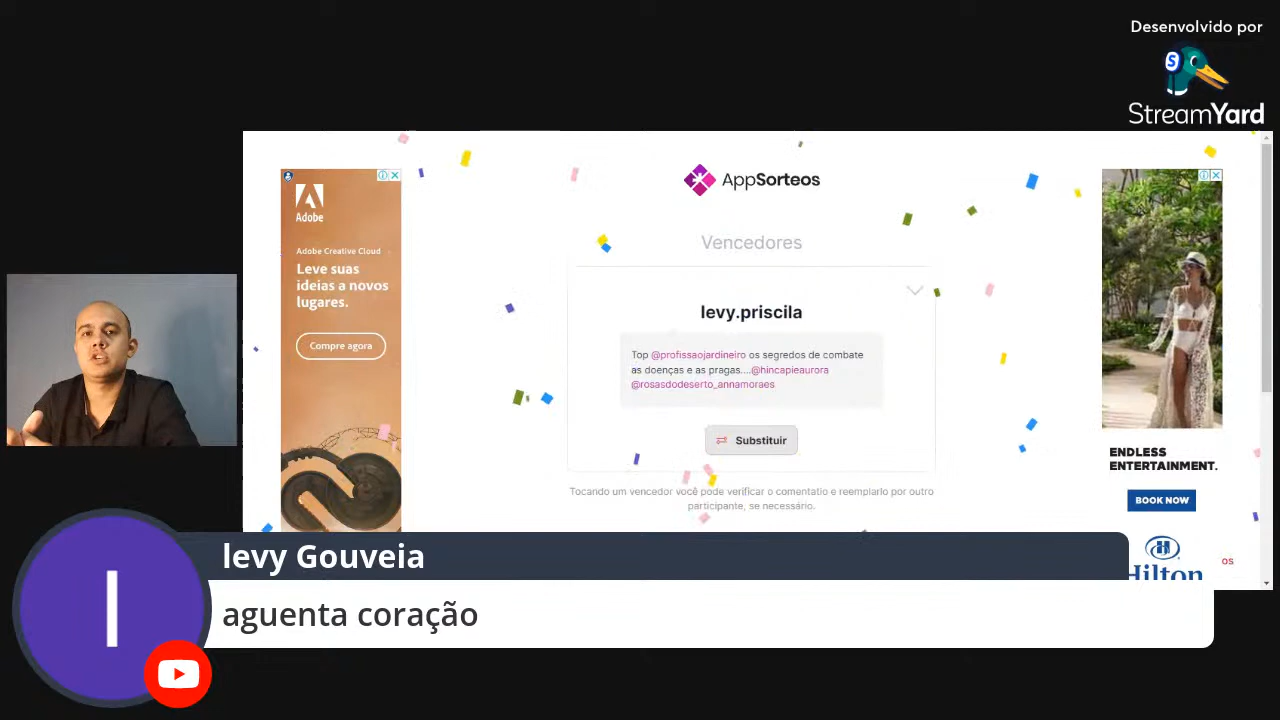 Desenvolvido por
StreamYard
AppSorteos
Vencedores
levy.priscila
Top @profissaojardineiro os segredos de combate
as doenças e as pragas....@hincapieaurora
@rosasdodeserto_annamoraes
Substituir
Tocando um vencedor você pode verificar o comentatio e reemplarlo por outro
participante, se necessário.
Adobe
Adobe Creative Cloud
Leve suas
ideias a novos
lugares.
Compre agora
ENDLESS
ENTERTAINMENT.
BOOK NOW
Hilton
os
levy Gouveia
aguenta coração
l